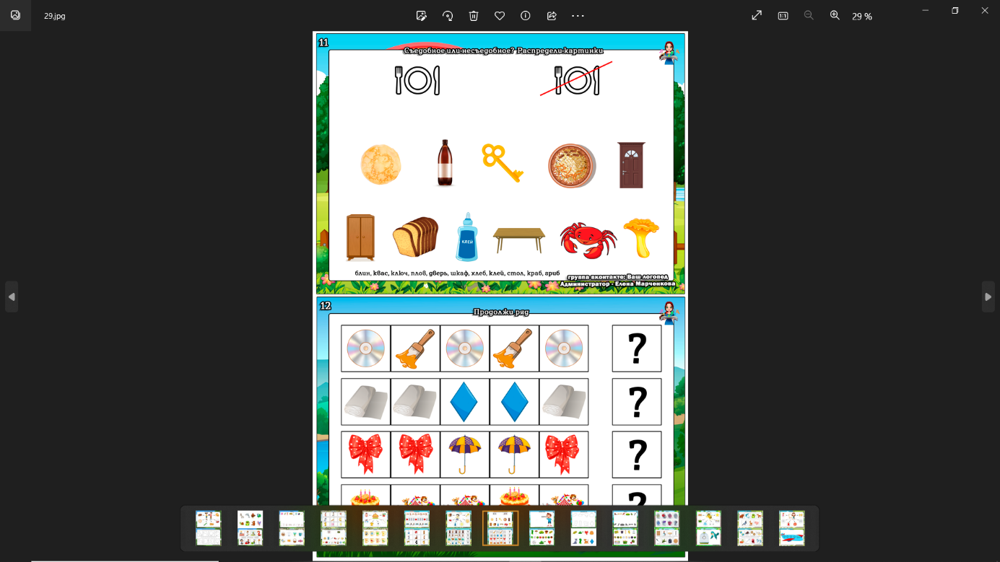 29.jpg
29 %
11
Съедобное или несъедобное? Распредели картинки
КЛЕЙ
блин, квас, ключ, плов, дверь, шкаф, хлеб, клей, стол, краб, гриб
группа вконтакте: Ваш логопед
Администратор - Елена Марченкова
12
Продолжи ряд
?
?
?
?